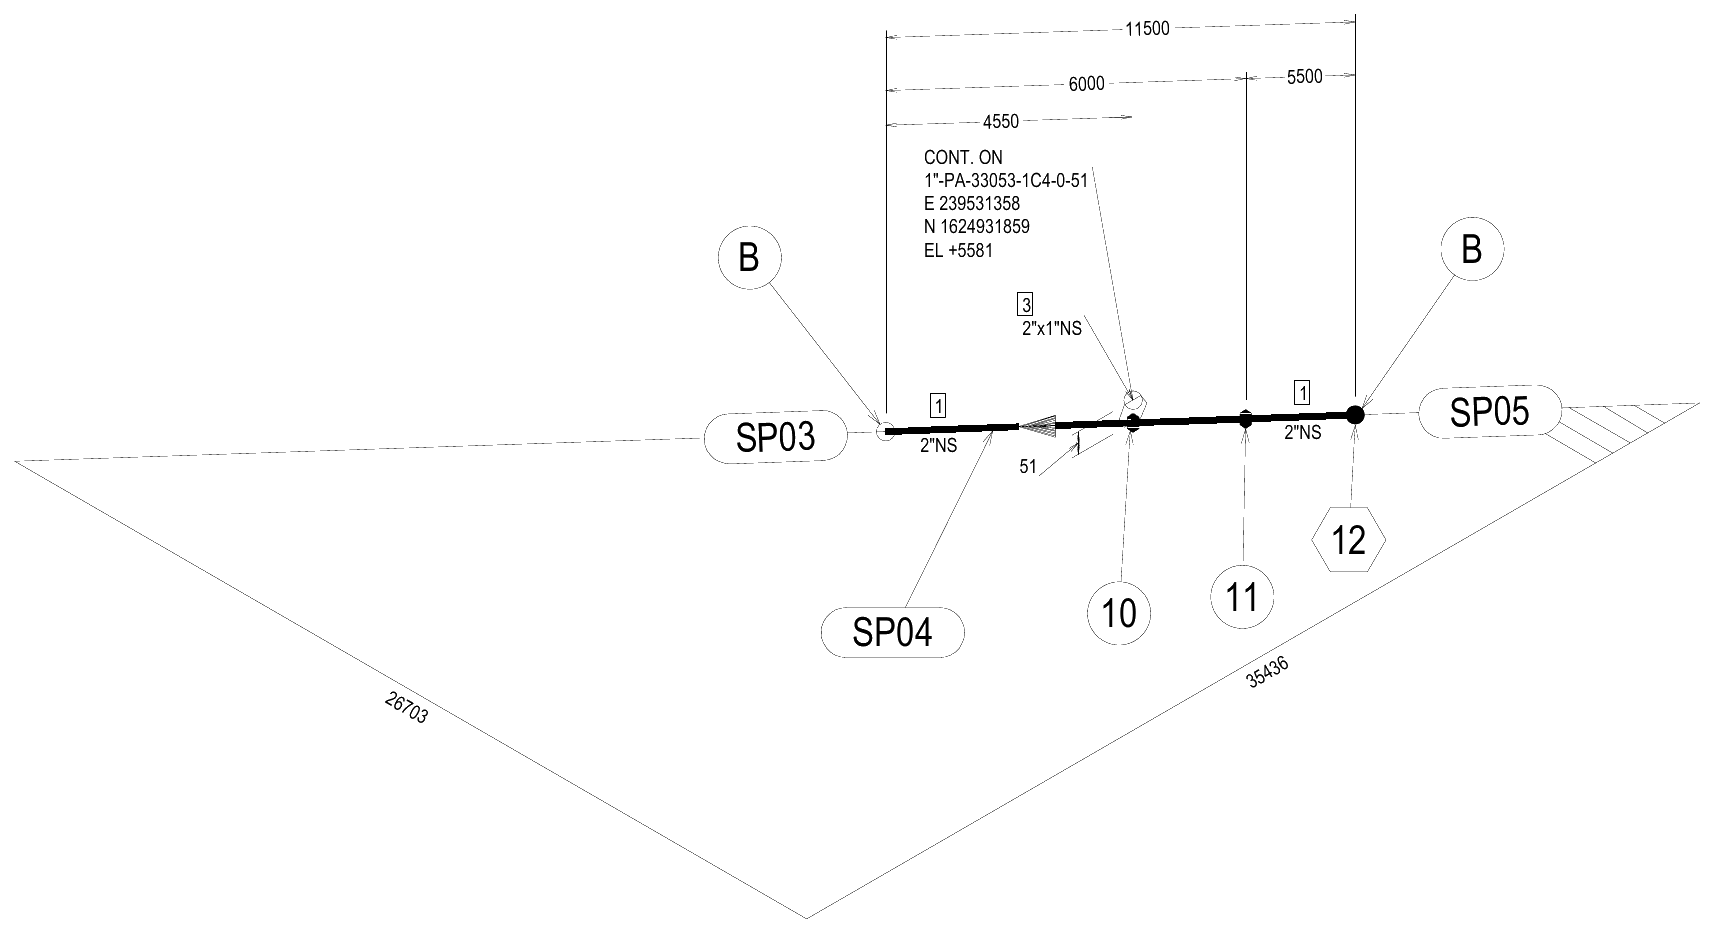 11500
6000
5500
4550
CONT. ON
1"-PA-33053-1C4-0-51
E 239531358
N 1624931859
EL +5581
B
B
3
2"x1"NS
1
1
SP03
2"NS
2"NS
SP05
51
12
10
11
SP04
26703
35436